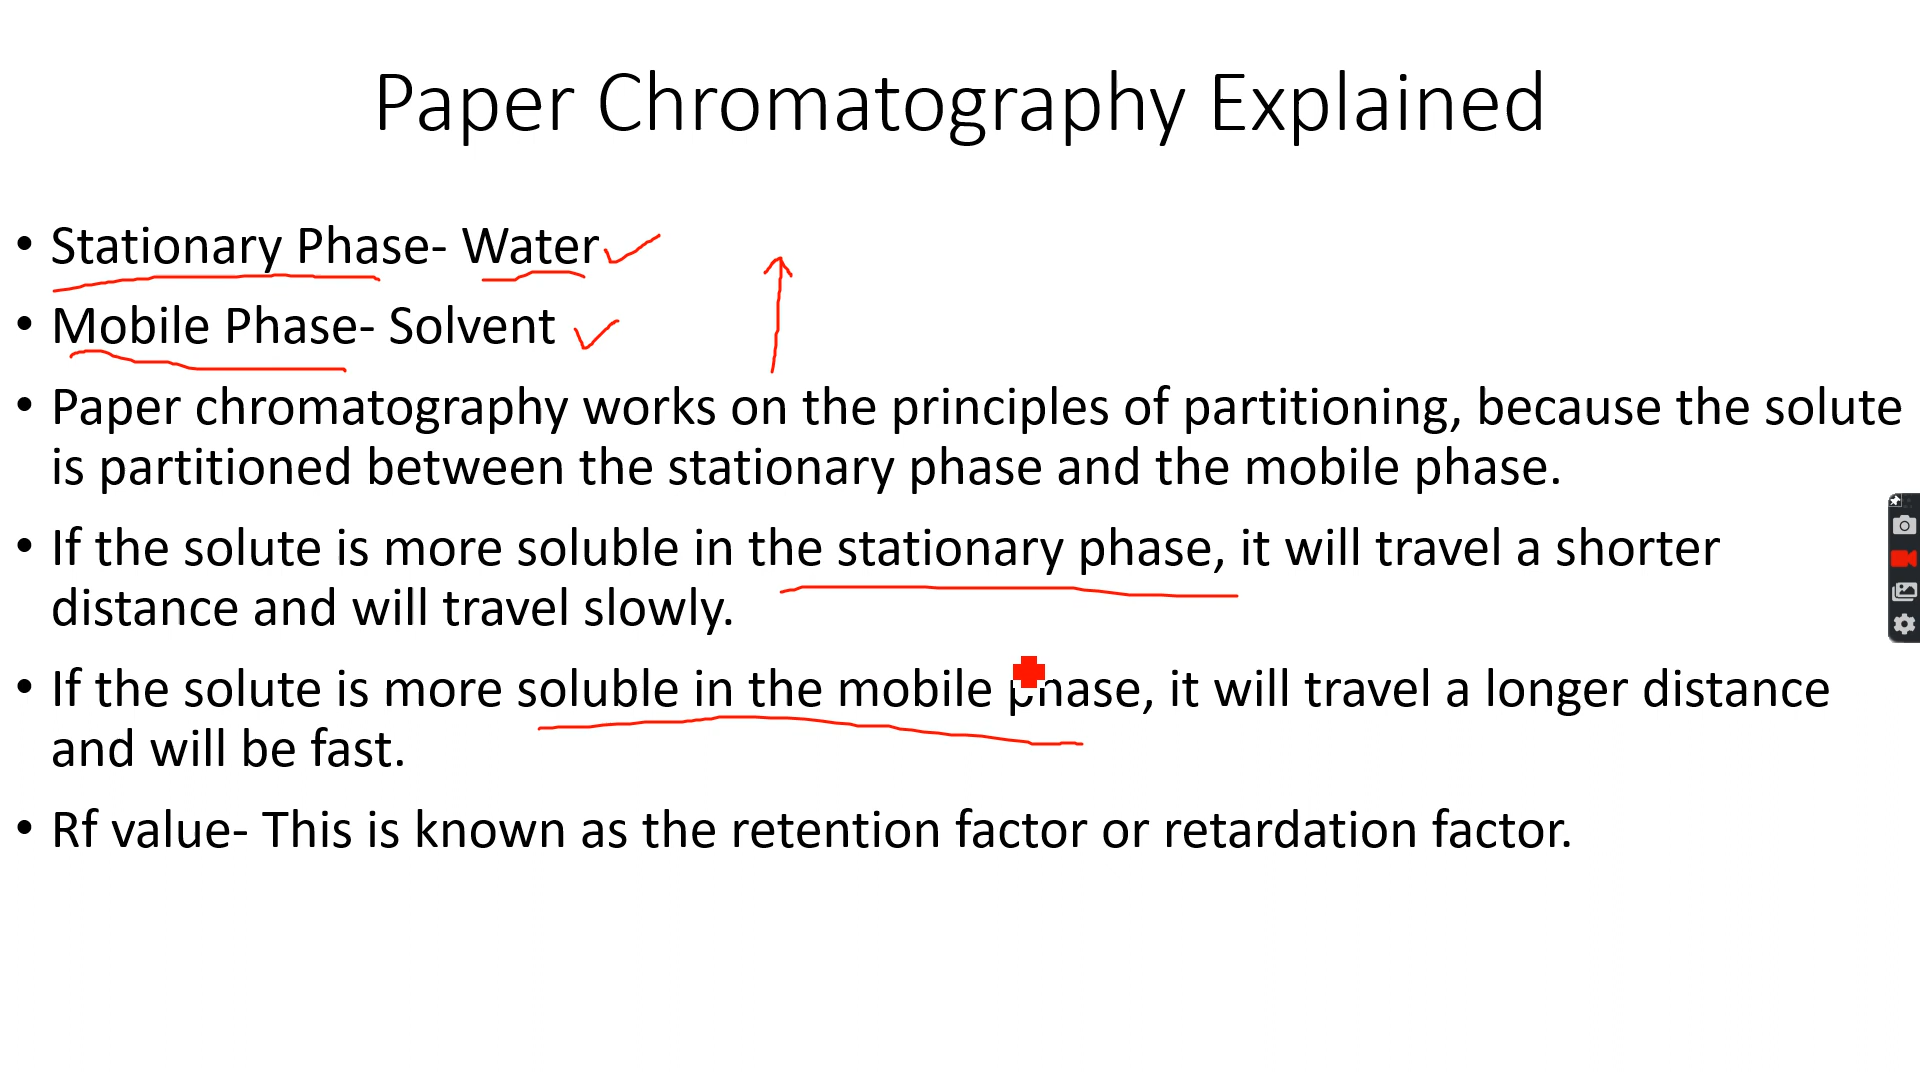 Paper Chromatography Explained
• Stationary Phase- Water
• Mobile Phase- Solvent
• Paper chromatography works on the principles of partitioning, because the solute
is partitioned between the stationary phase and the mobile phase.
• If the solute is more soluble in the stationary phase, it will travel a shorter
distance and will travel slowly.
• If the solute is more soluble in the mobile phase, it will travel a longer distance
and will be fast.
• Rf value- This is known as the retention factor or retardation factor.